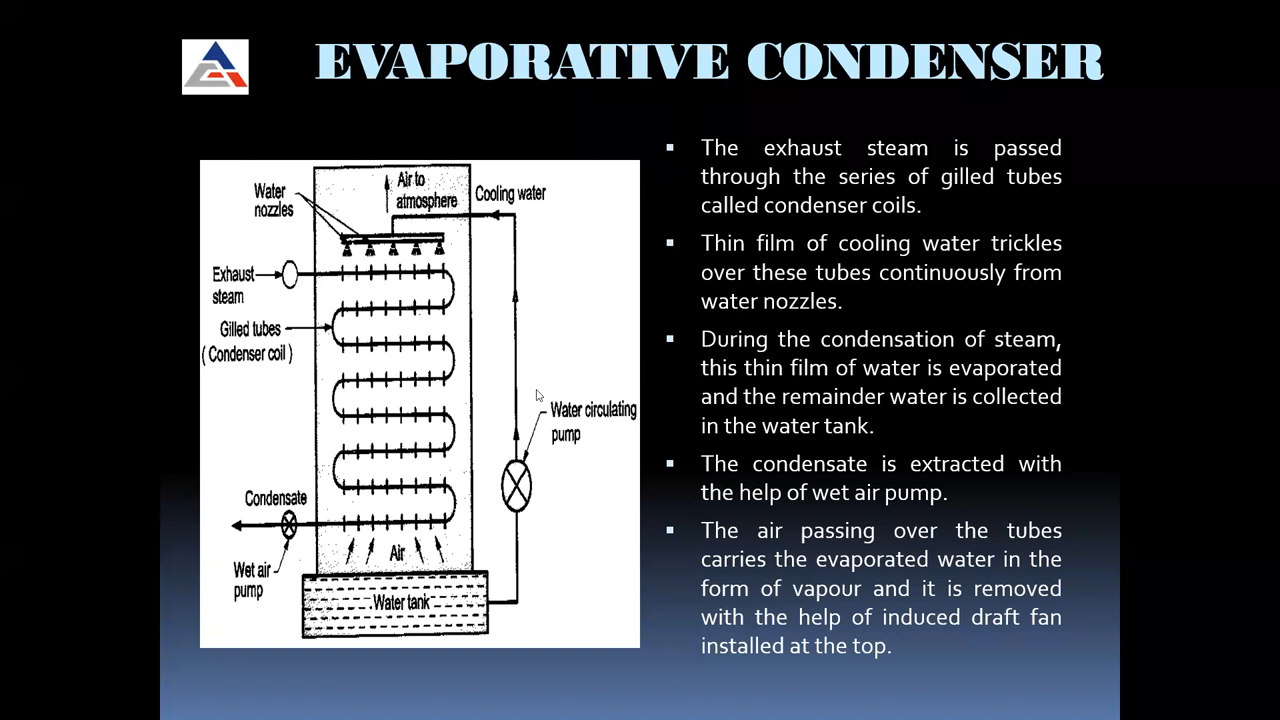 EVAPORATIVE CONDENSER
Water
nozzles
Air to
atmosphere
Cooling water
Exhaust
steam
Gilled tubes
( Condenser coil )
Water circulating
pump
Condensate
Wet air
pump
Air
Water tank
▪ The exhaust steam is passed
through the series of gilled tubes
called condenser coils.
▪ Thin film of cooling water trickles
over these tubes continuously from
water nozzles.
▪ During the condensation of steam,
this thin film of water is evaporated
and the remainder water is collected
in the water tank.
▪ The condensate is extracted with
the help of wet air pump.
▪ The air passing over the tubes
carries the evaporated water in the
form of vapour and it is removed
with the help of induced draft fan
installed at the top.